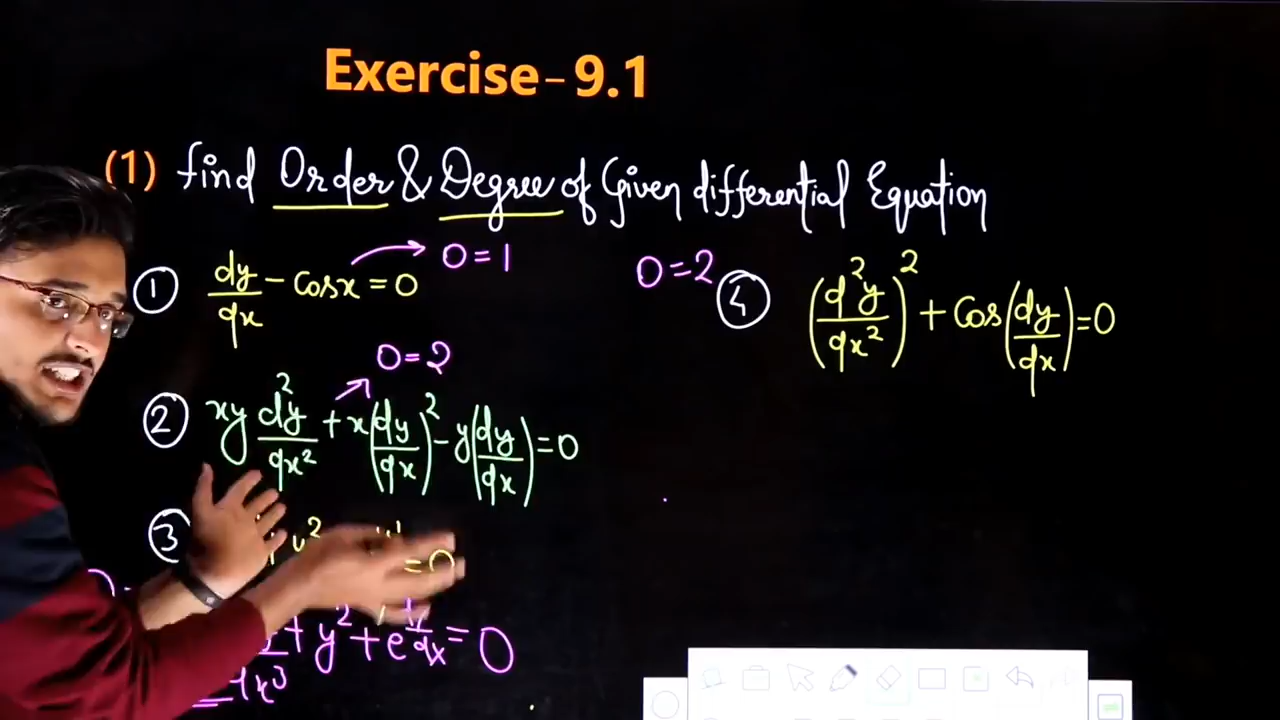 Exercise-9.1
(1) find Order & Degree of Given differential Equation
① dy/dx - Cosx = 0 → O=1
② xy d²y/dx² + x(dy/dx)² - y(dy/dx) = 0 → O=2
③ y² = 0
+ y² + e = 0
O=2 ④ (d²y/dx²)² + Cos(dy/dx) = 0